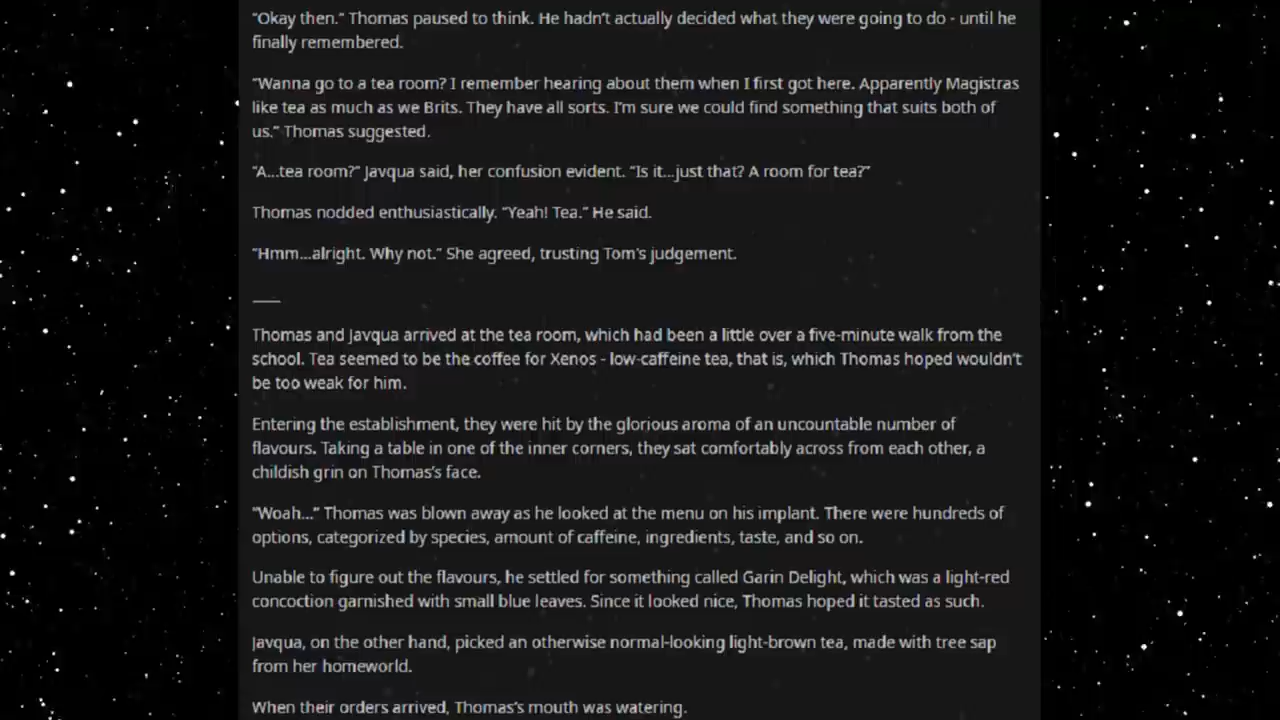 “Okay then.” Thomas paused to think. He hadn’t actually decided what they were going to do - until he
finally remembered.
“Wanna go to a tea room? I remember hearing about them when I first got here. Apparently Magistras
like tea as much as we Brits. They have all sorts. I’m sure we could find something that suits both of
us.” Thomas suggested.
“A...tea room?” Javqua said, her confusion evident. “Is it...just that? A room for tea?”
Thomas nodded enthusiastically. “Yeah! Tea.” He said.
“Hmm...alright. Why not.” She agreed, trusting Tom’s judgement.
___
Thomas and Javqua arrived at the tea room, which had been a little over a five-minute walk from the
school. Tea seemed to be the coffee for Xenos - low-caffeine tea, that is, which Thomas hoped wouldn’t
be too weak for him.
Entering the establishment, they were hit by the glorious aroma of an uncountable number of
flavours. Taking a table in one of the inner corners, they sat comfortably across from each other, a
childish grin on Thomas’s face.
“Woah...” Thomas was blown away as he looked at the menu on his implant. There were hundreds of
options, categorized by species, amount of caffeine, ingredients, taste, and so on.
Unable to figure out the flavours, he settled for something called Garin Delight, which was a light-red
concoction garnished with small blue leaves. Since it looked nice, Thomas hoped it tasted as such.
Javqua, on the other hand, picked an otherwise normal-looking light-brown tea, made with tree sap
from her homeworld.
When their orders arrived, Thomas’s mouth was watering.